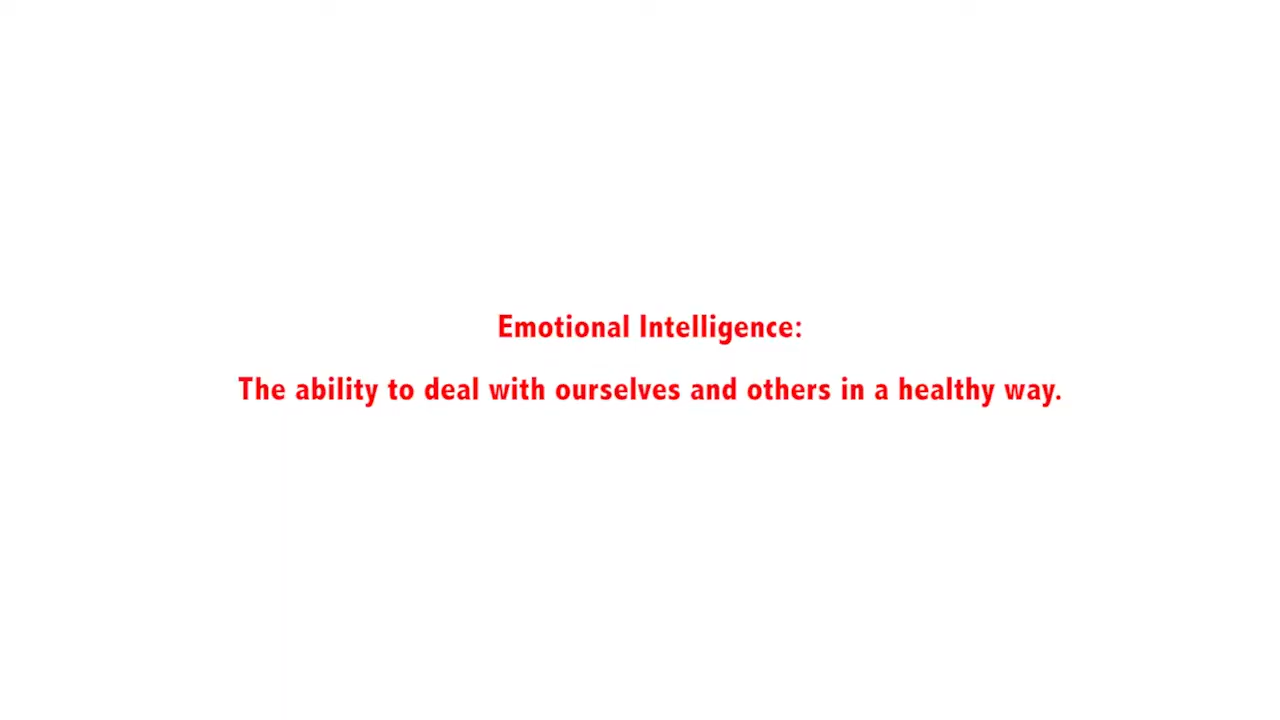 Emotional Intelligence:
The ability to deal with ourselves and others in a healthy way.